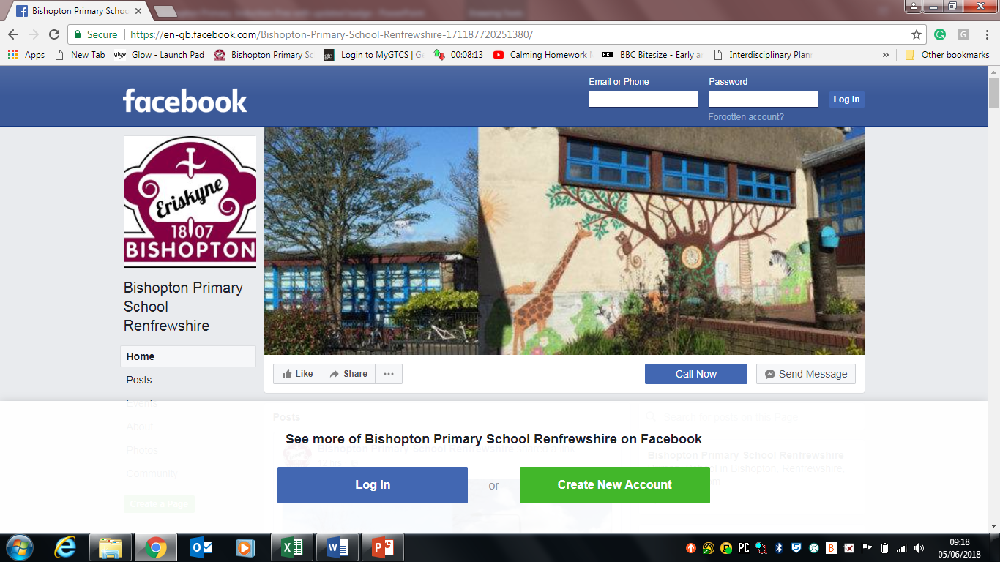 Bishopton Primary Schoo
Secure
https://en-gb.facebook.com/Bishopton-Primary-School-Renfrewshire-171187720251380/
Apps
New Tab
glow
Glow - Launch Pad
Bishopton Primary Sc
gtc
Login to MyGTCS | G
00:08:13
Calming Homework
BBC
BBC Bitesize - Early a
Interdisciplinary Plan
»
Other bookmarks
facebook
Email or Phone
Password
Log In
Forgotten account?
Eriskyne
1807
BISHOPTON
Bishopton Primary
School
Renfrewshire
Home
Posts
Events
About
Photos
Community
Create a Page
Like
Share
Call Now
Send Message
Posts
Search for posts on this Page
See more of Bishopton Primary School Renfrewshire on Facebook
Bishopton Primary School Renfrewshire
Bishopton Primary School Renfrewshire
in Bishopton, Renfrewshire
Log In
or
Create New Account
PC
09:18
05/06/2018